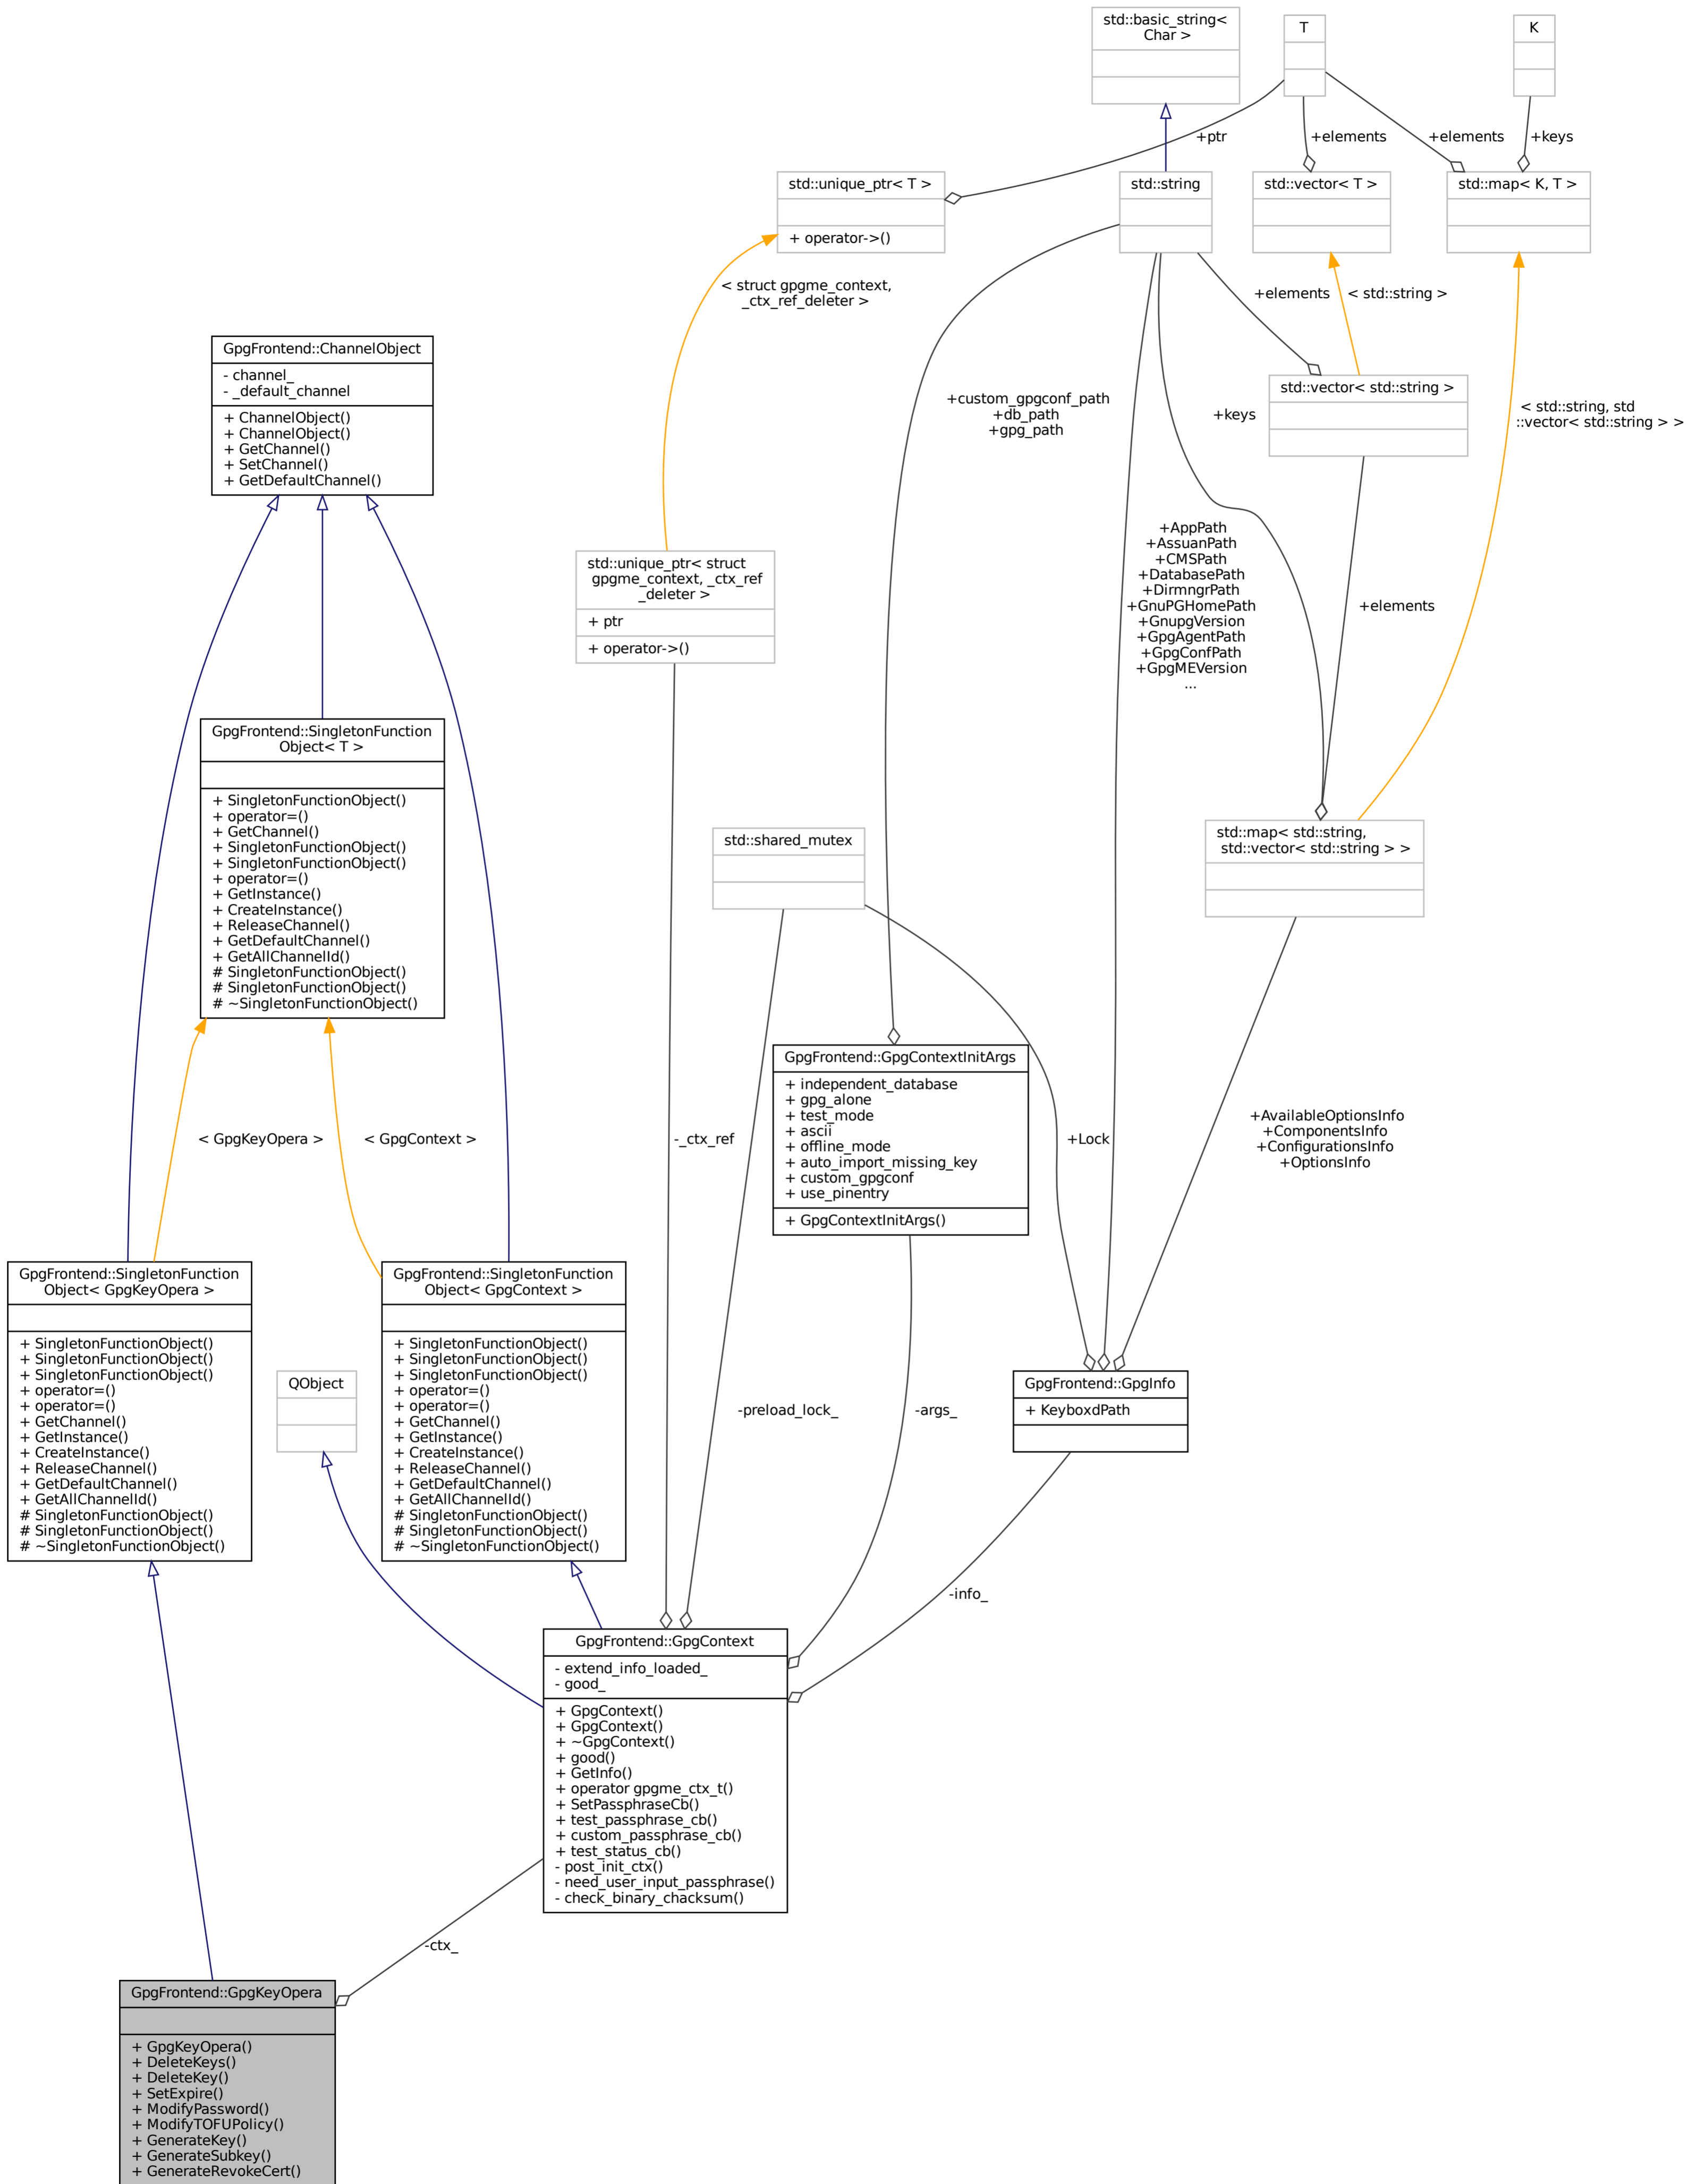 std::basic_string<
Char >
T
K
+ptr
+elements
+elements
+keys
std::unique_ptr< T >
+ operator->()
std::string
std::vector< T >
std::map< K, T >
< struct gpgme_context,
_ctx_ref_deleter >
+elements
< std::string >
GpgFrontend::ChannelObject
- channel_
- _default_channel
+ ChannelObject()
+ ChannelObject()
+ GetChannel()
+ SetChannel()
+ GetDefaultChannel()
+custom_gpgconf_path
+db_path
+gpg_path
+keys
std::vector< std::string >
< std::string, std
::vector< std::string > >
std::unique_ptr< struct
gpgme_context, _ctx_ref
_deleter >
+ ptr
+ operator->()
+AppPath
+AssuanPath
+CMSPath
+DatabasePath
+DirmngrPath
+GnuPGHomePath
+GnupgVersion
+GpgAgentPath
+GpgConfPath
+GpgMEVersion
...
+elements
GpgFrontend::SingletonFunction
Object< T >
+ SingletonFunctionObject()
+ operator=()
+ GetChannel()
+ SingletonFunctionObject()
+ SingletonFunctionObject()
+ operator=()
+ GetInstance()
+ CreateInstance()
+ ReleaseChannel()
+ GetDefaultChannel()
+ GetAllChannelId()
# SingletonFunctionObject()
# SingletonFunctionObject()
# ~SingletonFunctionObject()
std::shared_mutex
std::map< std::string,
std::vector< std::string > >
< GpgKeyOpera >
< GpgContext >
-_ctx_ref
GpgFrontend::GpgContextInitArgs
+ independent_database
+ gpg_alone
+ test_mode
+ ascii
+ offline_mode
+ auto_import_missing_key
+ custom_gpgconf
+ use_pinentry
+ GpgContextInitArgs()
+Lock
+AvailableOptionsInfo
+ComponentsInfo
+ConfigurationsInfo
+OptionsInfo
GpgFrontend::SingletonFunction
Object< GpgKeyOpera >
+ SingletonFunctionObject()
+ SingletonFunctionObject()
+ SingletonFunctionObject()
+ operator=()
+ operator=()
+ GetChannel()
+ GetInstance()
+ CreateInstance()
+ ReleaseChannel()
+ GetDefaultChannel()
+ GetAllChannelId()
# SingletonFunctionObject()
# SingletonFunctionObject()
# ~SingletonFunctionObject()
QObject
GpgFrontend::SingletonFunction
Object< GpgContext >
+ SingletonFunctionObject()
+ SingletonFunctionObject()
+ SingletonFunctionObject()
+ operator=()
+ operator=()
+ GetChannel()
+ GetInstance()
+ CreateInstance()
+ ReleaseChannel()
+ GetDefaultChannel()
+ GetAllChannelId()
# SingletonFunctionObject()
# SingletonFunctionObject()
# ~SingletonFunctionObject()
-preload_lock_
-args_
GpgFrontend::GpgInfo
+ KeyboxdPath
-info_
GpgFrontend::GpgContext
- extend_info_loaded_
- good_
+ GpgContext()
+ GpgContext()
+ ~GpgContext()
+ good()
+ GetInfo()
+ operator gpgme_ctx_t()
+ SetPassphraseCb()
+ test_passphrase_cb()
+ custom_passphrase_cb()
+ test_status_cb()
- post_init_ctx()
- need_user_input_passphrase()
- check_binary_chacksum()
-ctx_
GpgFrontend::GpgKeyOpera
+ GpgKeyOpera()
+ DeleteKeys()
+ DeleteKey()
+ SetExpire()
+ ModifyPassword()
+ ModifyTOFUPolicy()
+ GenerateKey()
+ GenerateSubkey()
+ GenerateRevokeCert()